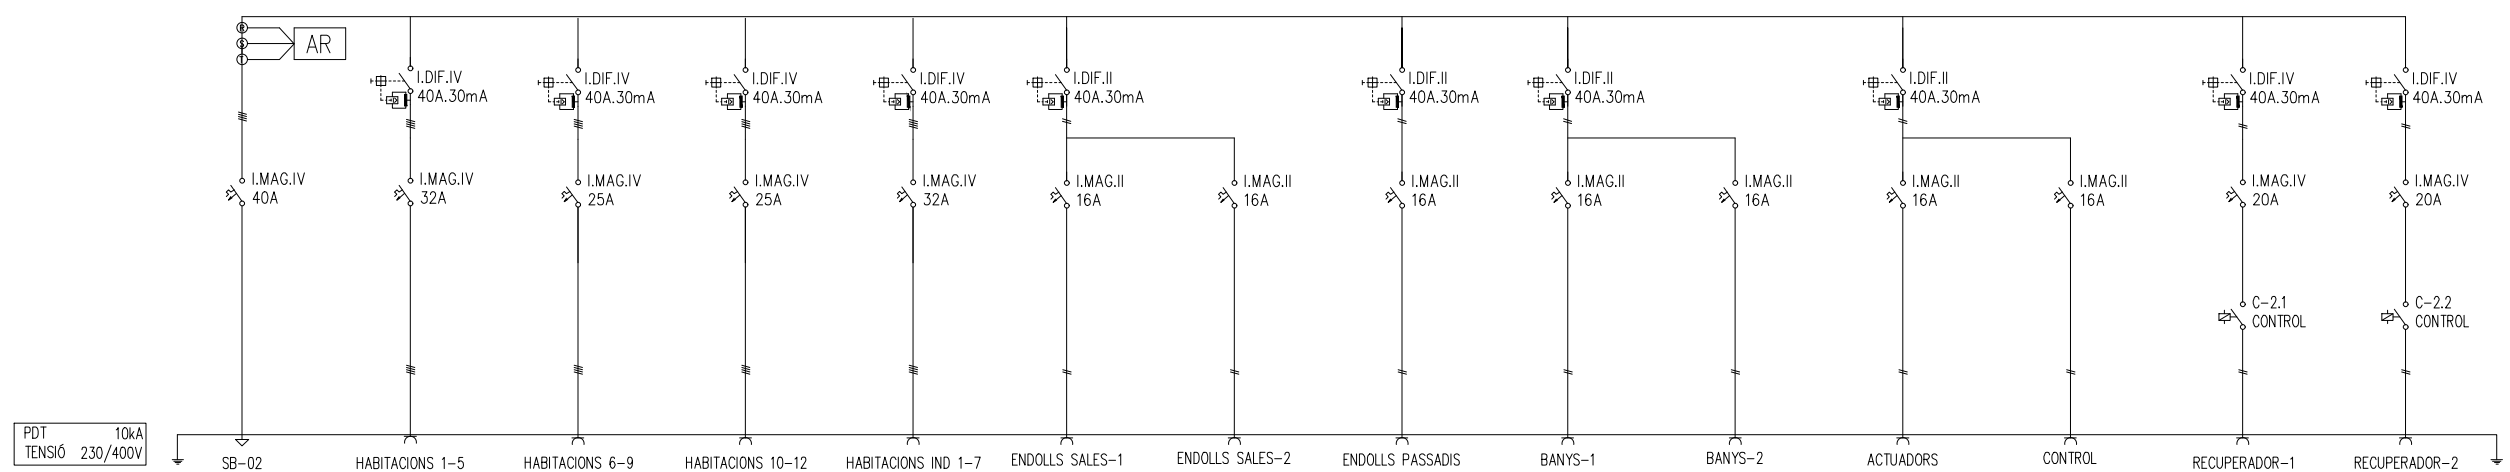 R
S
T
AR
I.DIF.IV
40A.30mA
I.DIF.IV
40A.30mA
I.DIF.IV
40A.30mA
I.DIF.IV
40A.30mA
I.DIF.II
40A.30mA
I.DIF.II
40A.30mA
I.DIF.II
40A.30mA
I.DIF.II
40A.30mA
I.DIF.IV
40A.30mA
I.DIF.IV
40A.30mA
I.MAG.IV
40A
I.MAG.IV
32A
I.MAG.IV
25A
I.MAG.IV
25A
I.MAG.IV
32A
I.MAG.II
16A
I.MAG.II
16A
I.MAG.II
16A
I.MAG.II
16A
I.MAG.II
16A
I.MAG.II
16A
I.MAG.II
16A
I.MAG.IV
20A
I.MAG.IV
20A
C-2.1
CONTROL
C-2.2
CONTROL
PDT 10kA
TENSIÓ 230/400V
SB-02
HABITACIONS 1-5
HABITACIONS 6-9
HABITACIONS 10-12
HABITACIONS IND 1-7
ENDOLLS SALES-1
ENDOLLS SALES-2
ENDOLLS PASSADIS
BANYS-1
BANYS-2
ACTUADORS
CONTROL
RECUPERADOR-1
RECUPERADOR-2